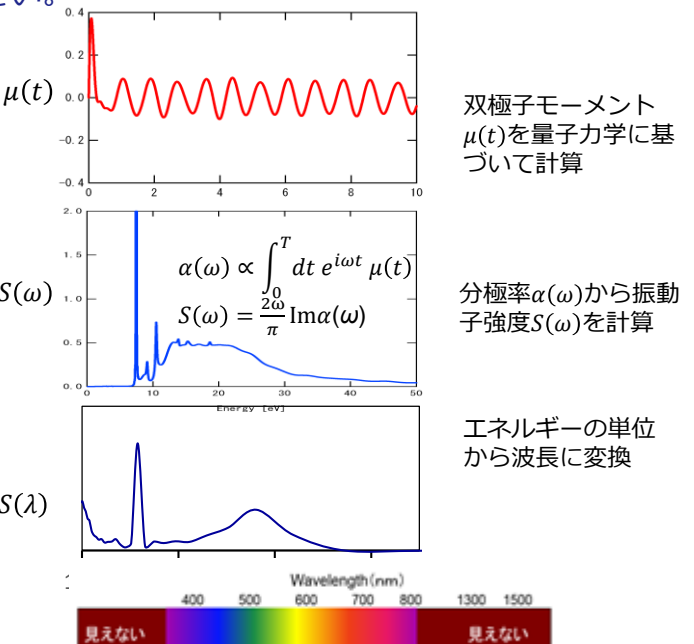 さい。
0.4
0.2
μ(t)
0.0
-0.2
-0.4
0 2 4 6 8 10
双極子モーメント
μ(t)を量子力学に基
づいて計算
2.0
1.5
S(ω)
1.0
0.5
0.0
α(ω) ∝ ∫₀ᵀ dt e^{iωt} μ(t)
S(ω) = 2ω/π Imα(ω)
0 10 20 30 40 50
Energy [eV]
分極率α(ω)から振動
子強度S(ω)を計算
S(λ)
エネルギーの単位
から波長に変換
Wavelength(nm)
400 500 600 700 800 1300 1500
見えない 見えない